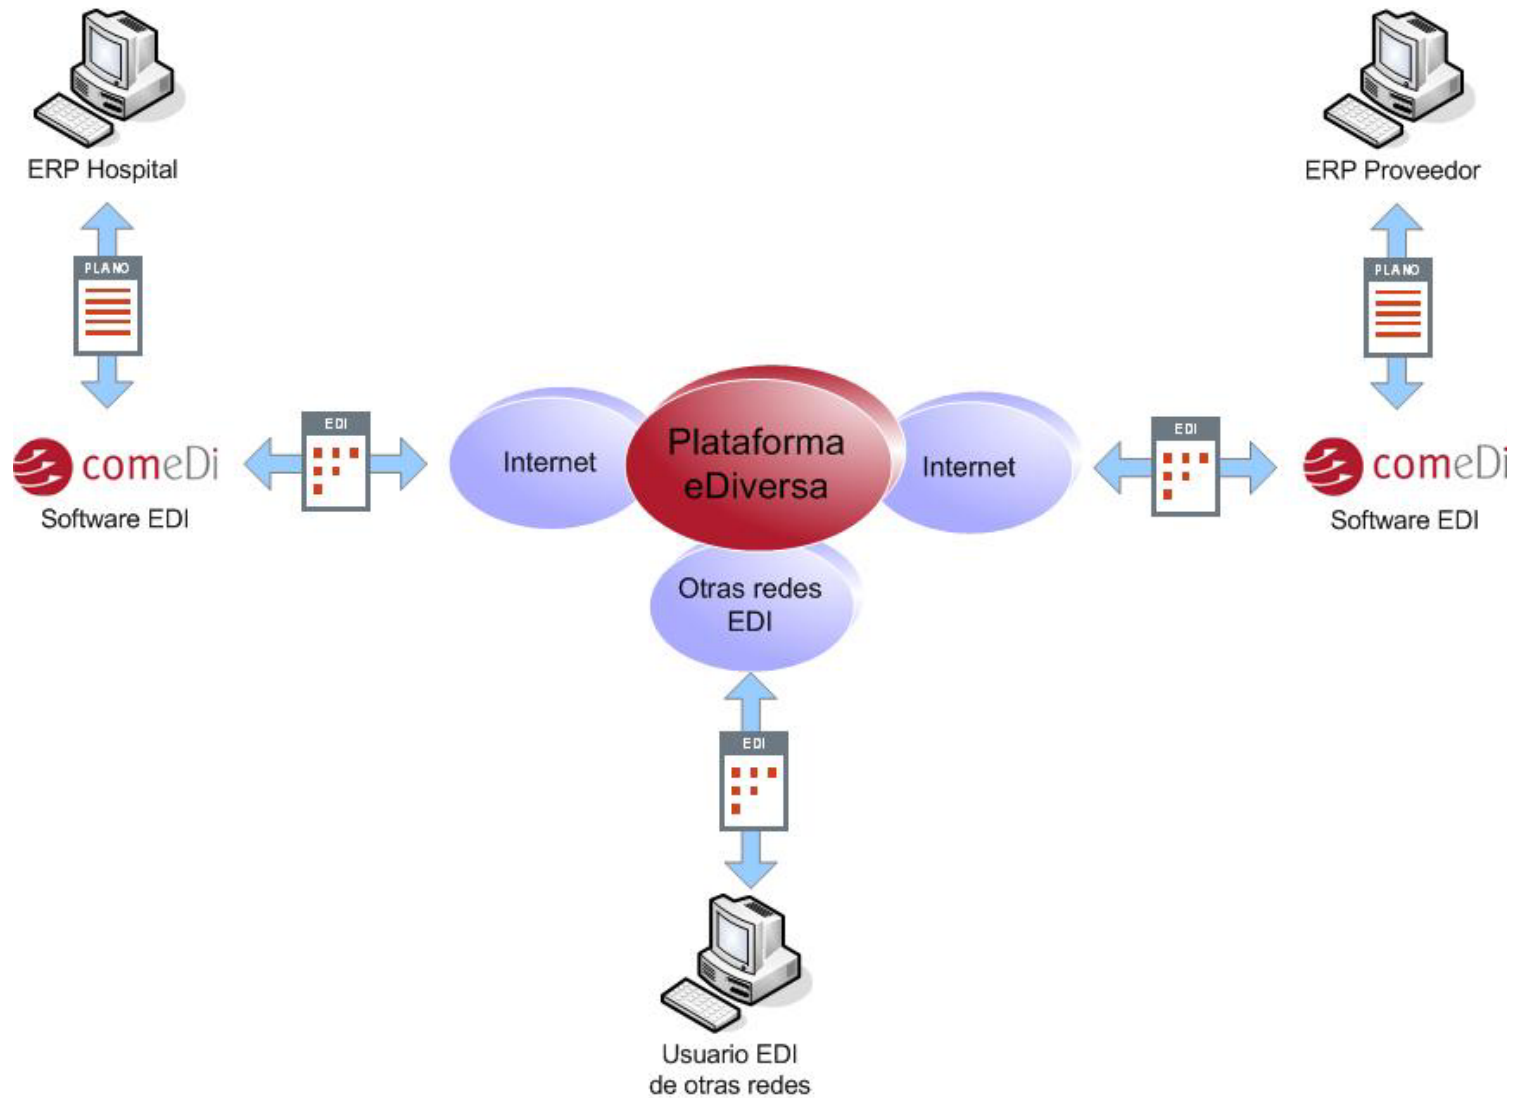 ERP Hospital
ERP Proveedor
PLANO
PLANO
EDI
EDI
Plataforma
eDiversa
Internet
Internet
comeDi
Software EDI
comeDi
Software EDI
Otras redes
EDI
EDI
Usuario EDI
de otras redes